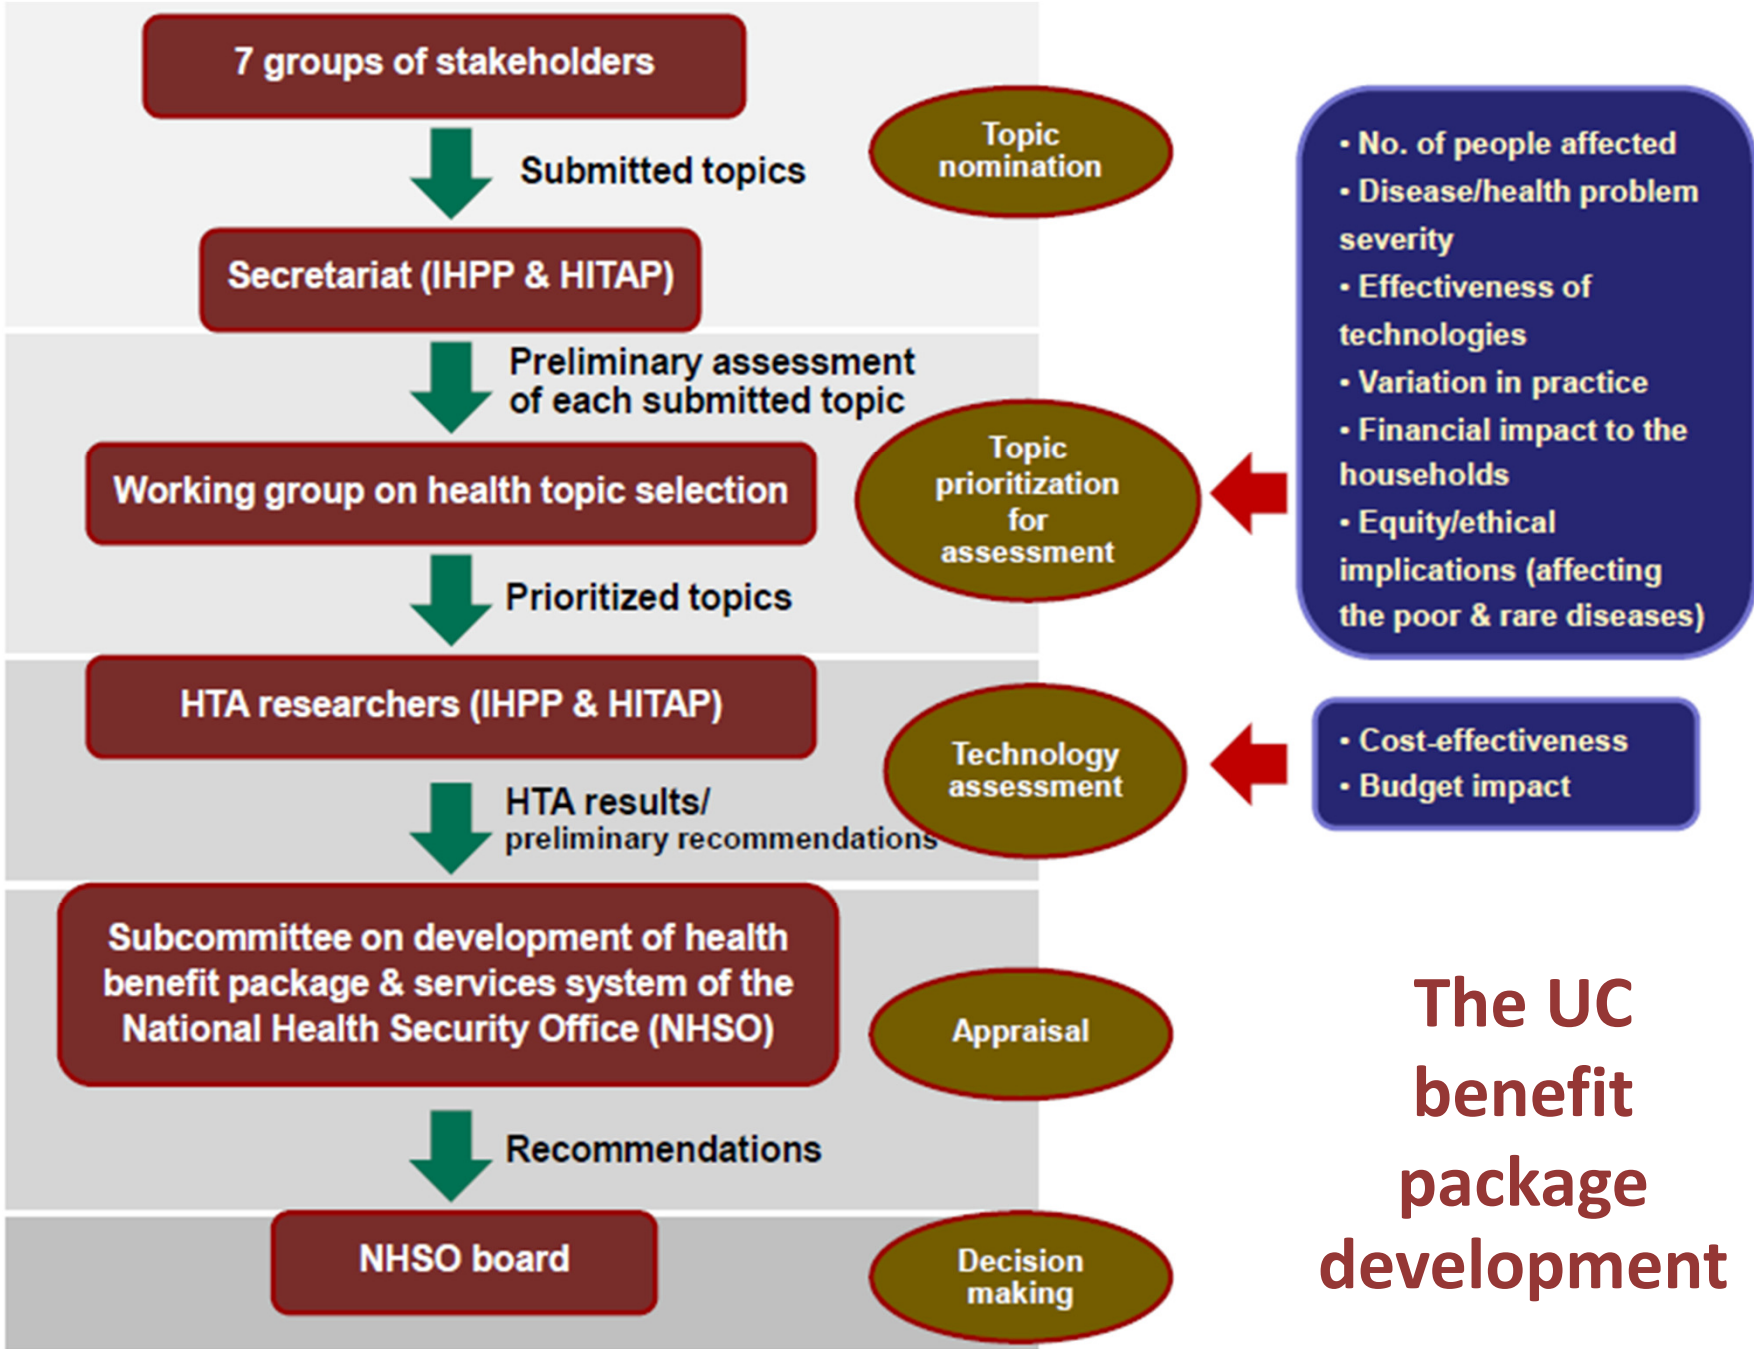 7 groups of stakeholders
Submitted topics
Topic
nomination
Secretariat (IHPP & HITAP)
Preliminary assessment
of each submitted topic
Working group on health topic selection
Topic
prioritization
for
assessment
• No. of people affected
• Disease/health problem
severity
• Effectiveness of
technologies
• Variation in practice
• Financial impact to the
households
• Equity/ethical
implications (affecting
the poor & rare diseases)
Prioritized topics
HTA researchers (IHPP & HITAP)
Technology
assessment
• Cost-effectiveness
• Budget impact
HTA results/
preliminary recommendations
Subcommittee on development of health
benefit package & services system of the
National Health Security Office (NHSO)
Appraisal
Recommendations
NHSO board
Decision
making
The UC
benefit
package
development